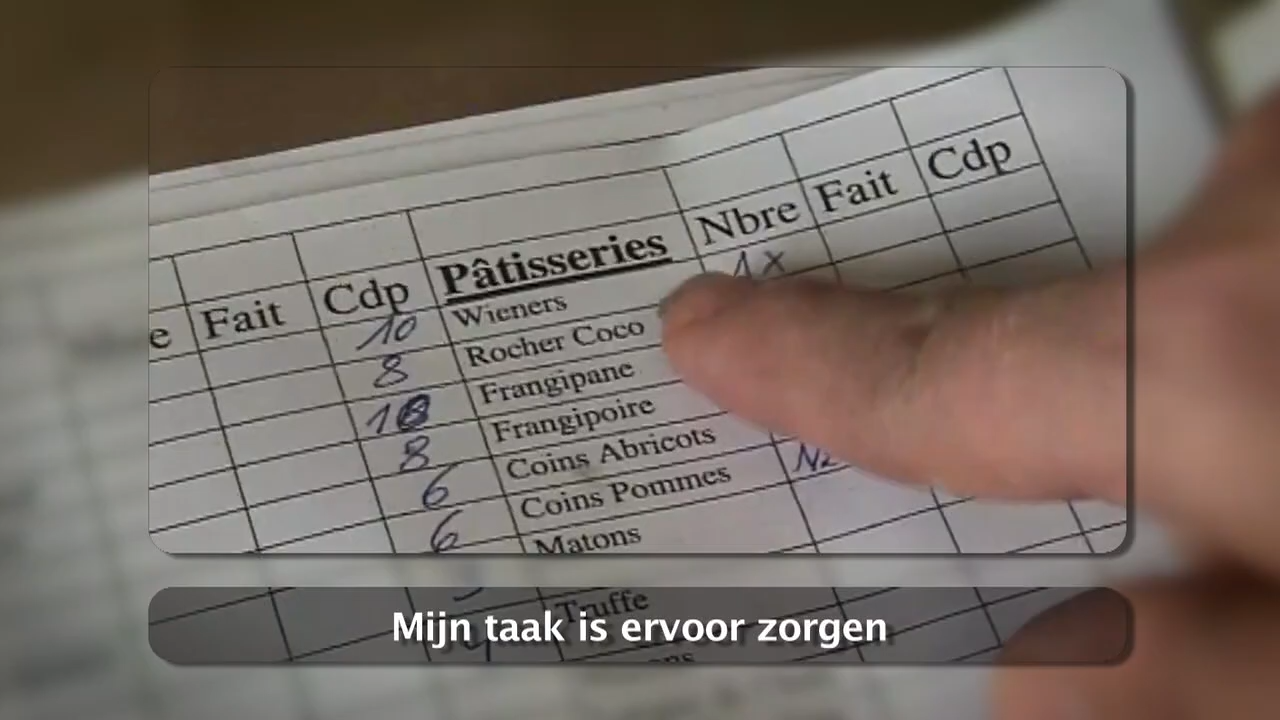 Fait Cdp Pâtisseries Nbre Fait Cdp
10 Wieners 1x
8 Rocher Coco
Frangipane
8 Frangipoire
6 Coins Abricots
6 Coins Pommes
Matons
Truffe
Mijn taak is ervoor zorgen